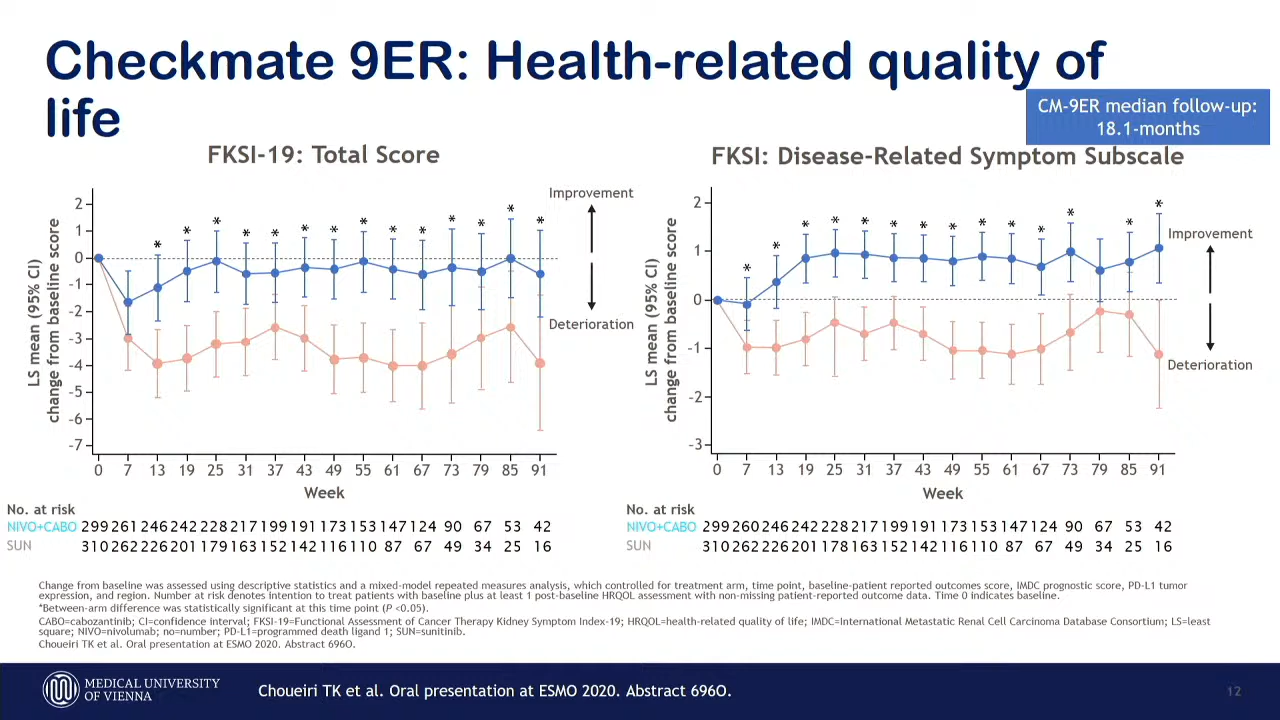 Checkmate 9ER: Health-related quality of
life
CM-9ER median follow-up:
18.1-months
FKSI-19: Total Score
LS mean (95% CI)
change from baseline score
2
1
0
-1
-2
-3
-4
-5
-6
-7
* * * * * * * * * * * * * *
Improvement
Deterioration
0 7 13 19 25 31 37 43 49 55 61 67 73 79 85 91
Week
No. at risk
NIVO+CABO 299 261 246 242 228 217 199 191 173 153 147 124 90 67 53 42
SUN 310 262 226 201 179 163 152 142 116 110 87 67 49 34 25 16
FKSI: Disease-Related Symptom Subscale
LS mean (95% CI)
change from baseline score
2
1
0
-1
-2
-3
* * * * * * * * * * * * * *
Improvement
Deterioration
0 7 13 19 25 31 37 43 49 55 61 67 73 79 85 91
Week
No. at risk
NIVO+CABO 299 260 246 242 228 217 199 191 173 153 147 124 90 67 53 42
SUN 310 262 226 201 178 163 152 142 116 110 87 67 49 34 25 16
Change from baseline was assessed using descriptive statistics and a mixed-model repeated measures analysis, which controlled for treatment arm, time point, baseline-patient reported outcomes score, IMDC prognostic score, PD-L1 tumor
expression, and region. Number at risk denotes intention to treat patients with baseline plus at least 1 post-baseline HRQOL assessment with non-missing patient-reported outcome data. Time 0 indicates baseline.
*Between-arm difference was statistically significant at this time point (P <0.05).
CABO=cabozantinib; CI=confidence interval; FKSI-19=Functional Assessment of Cancer Therapy Kidney Symptom Index-19; HRQOL=health-related quality of life; IMDC=International Metastatic Renal Cell Carcinoma Database Consortium; LS=least
square; NIVO=nivolumab; no=number; PD-L1=programmed death ligand 1; SUN=sunitinib.
Choueiri TK et al. Oral presentation at ESMO 2020. Abstract 696O.
MEDICAL UNIVERSITY
OF VIENNA
Choueiri TK et al. Oral presentation at ESMO 2020. Abstract 696O.
12